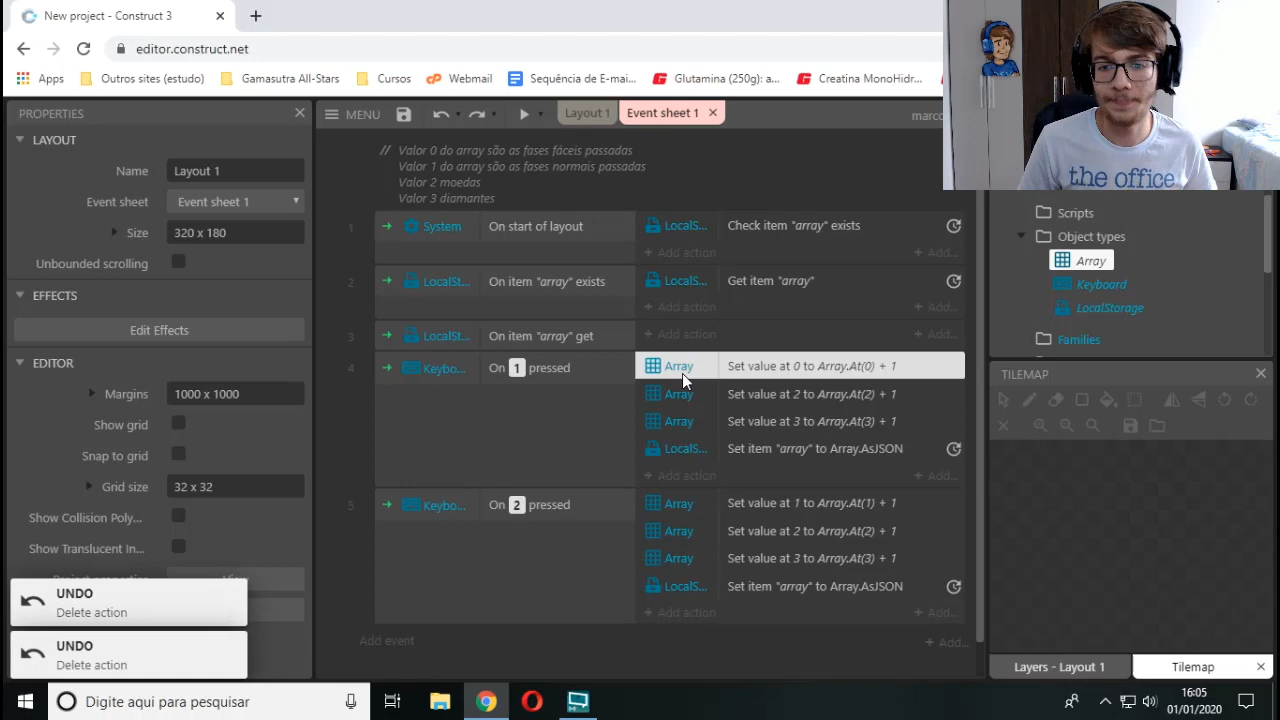 New project - Construct 3
editor.construct.net
Apps
Outros sites (estudo)
Gamasutra All-Stars
Cursos
Webmail
Sequência de E-mai...
Glutamina (250g): a...
Creatina MonoHidr...
PROPERTIES
MENU
Layout 1
Event sheet 1
LAYOUT
Name
Layout 1
Event sheet
Event sheet 1
Size
320 x 180
Unbounded scrolling
EFFECTS
Edit Effects
EDITOR
Margins
1000 x 1000
Show grid
Snap to grid
Grid size
32 x 32
Show Collision Poly...
Show Translucent In...
UNDO
Delete action
UNDO
Delete action
// Valor 0 do array são as fases fáceis passadas
Valor 1 do array são as fases normais passadas
Valor 2 moedas
Valor 3 diamantes
1 System On start of layout LocalS... Check item "array" exists
+ Add action + Add...
2 LocalSt... On item "array" exists LocalS... Get item "array"
+ Add action + Add...
3 LocalSt... On item "array" get + Add action + Add...
4 Keybo... On 1 pressed Array Set value at 0 to Array.At(0) + 1
Array Set value at 2 to Array.At(2) + 1
Array Set value at 3 to Array.At(3) + 1
LocalS... Set item "array" to Array.AsJSON
+ Add action + Add...
5 Keybo... On 2 pressed Array Set value at 1 to Array.At(1) + 1
Array Set value at 2 to Array.At(2) + 1
Array Set value at 3 to Array.At(3) + 1
LocalS... Set item "array" to Array.AsJSON
+ Add action + Add...
Add event + Add...
the office
Scripts
Object types
Array
Keyboard
LocalStorage
Families
TILEMAP
Layers - Layout 1
Tilemap
Digite aqui para pesquisar
16:05
01/01/2020